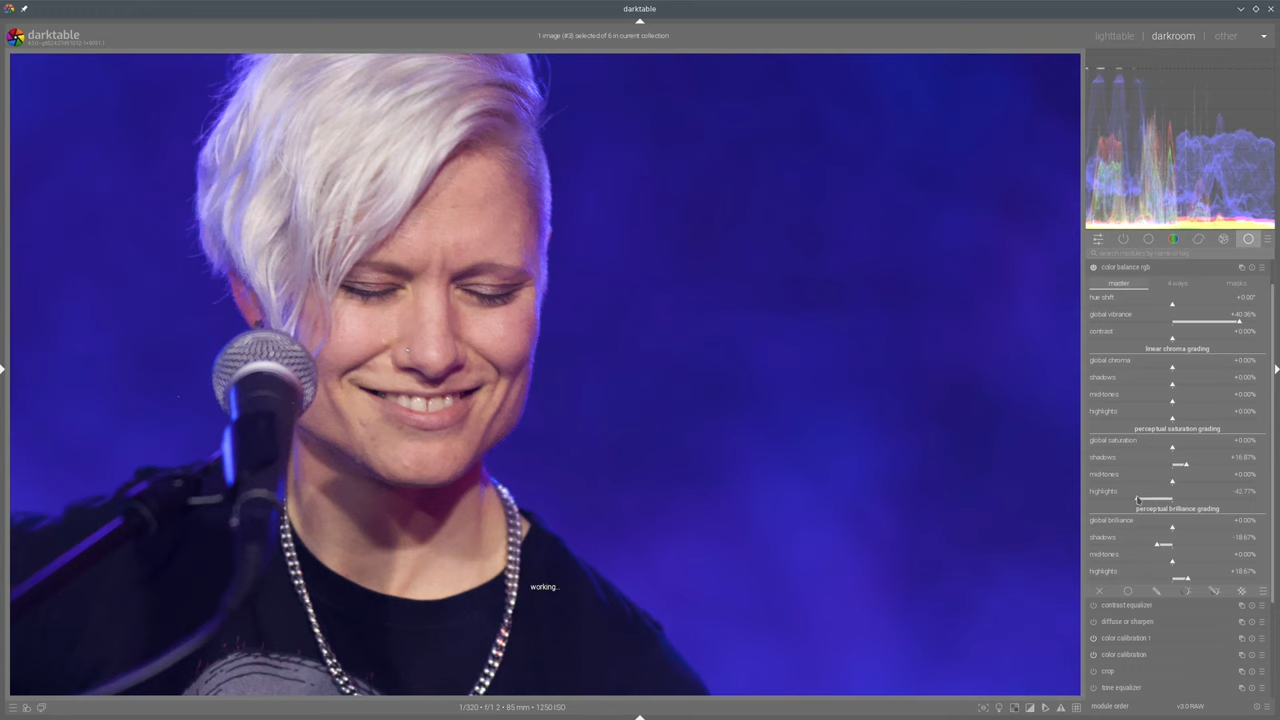 darktable
darktable
1 image (#3) selected of 6 in current collection
lighttable | darkroom | other
color balance rgb
master 4 ways masks
hue shift +0.00°
global vibrance +40.36%
contrast +0.00%
linear chroma grading
global chroma +0.00%
shadows +0.00%
mid-tones +0.00%
highlights +0.00%
perceptual saturation grading
global saturation +0.00%
shadows +16.87%
mid-tones +0.00%
highlights -42.77%
perceptual brilliance grading
global brilliance +0.00%
shadows -18.67%
mid-tones +0.00%
highlights +18.67%
working...
contrast equalizer
diffuse or sharpen
color calibration 1
color calibration
crop
tone equalizer
1/320 • f/1.2 • 85 mm • 1250 ISO
module order v3.0 RAW